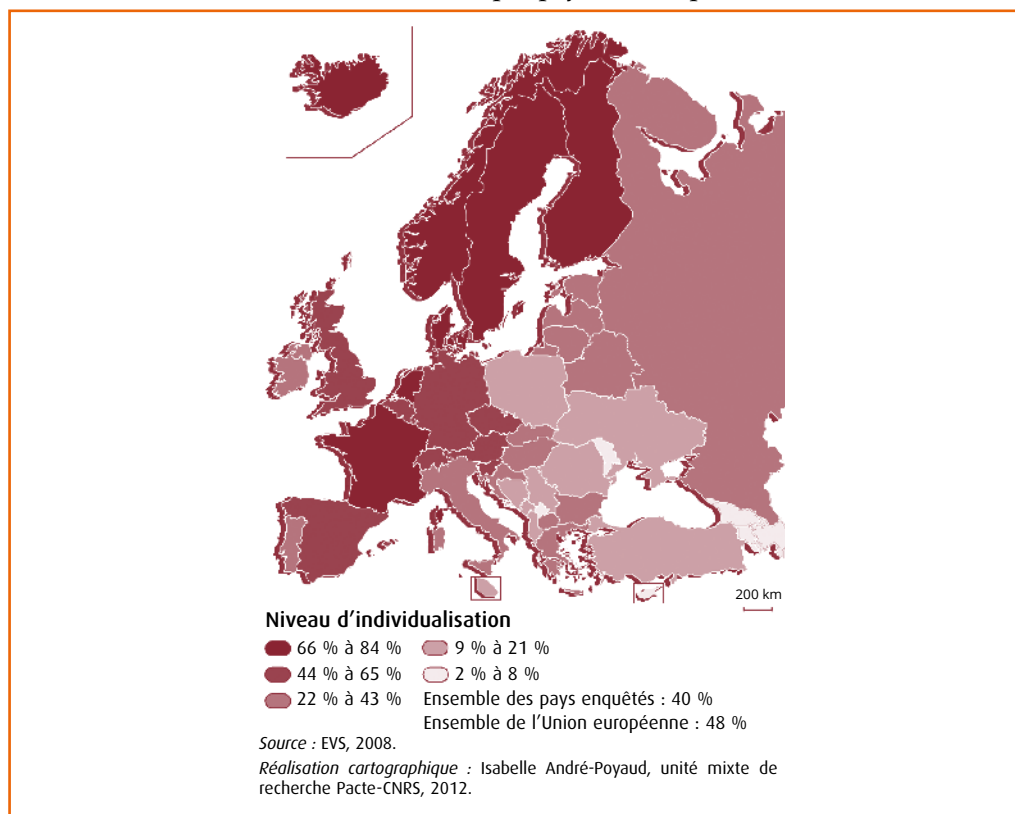 200 km
Niveau d'individualisation
66 % à 84 % 9 % à 21 %
44 % à 65 % 2 % à 8 %
22 % à 43 % Ensemble des pays enquêtés : 40 %
Ensemble de l'Union européenne : 48 %
Source : EVS, 2008.
Réalisation cartographique : Isabelle André-Poyaud, unité mixte de
recherche Pacte-CNRS, 2012.